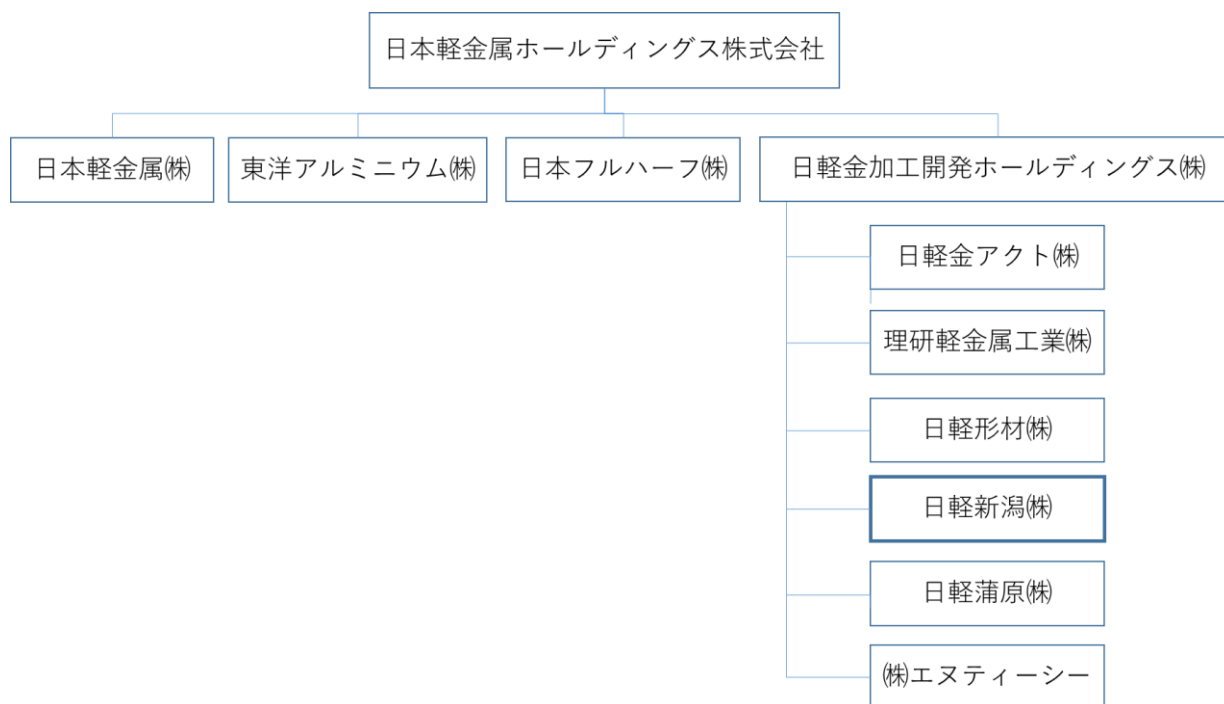 日本軽金属ホールディングス株式会社
日本軽金属㈱
東洋アルミニウム㈱
日本フルハーフ㈱
日軽金加工開発ホールディングス㈱
日軽金アクト㈱
理研軽金属工業㈱
日軽形材㈱
日軽新潟㈱
日軽蒲原㈱
㈱エヌティーシー